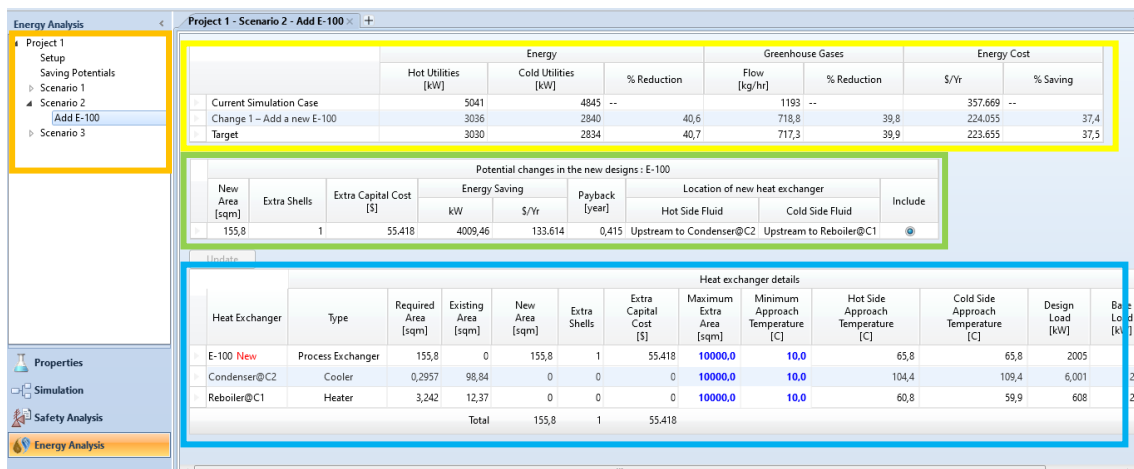 Energy Analysis <
Project 1
Setup
Saving Potentials
Scenario 1
Scenario 2
Add E-100
Scenario 3
Properties
Simulation
Safety Analysis
Energy Analysis
Project 1 - Scenario 2 - Add E-100 × +
Energy Greenhouse Gases Energy Cost
Hot Utilities [kW] Cold Utilities [kW] % Reduction Flow [kg/hr] % Reduction $/Yr % Saving
Current Simulation Case 5041 4845 -- 1193 -- 357.669 --
Change 1 – Add a new E-100 3036 2840 40,6 718,8 39,8 224.055 37,4
Target 3030 2834 40,7 717,3 39,9 223.655 37,5
Potential changes in the new designs : E-100
New Area [sqm] Extra Shells Extra Capital Cost [$] Energy Saving Payback [year] Location of new heat exchanger Include
kW $/Yr Hot Side Fluid Cold Side Fluid
155,8 1 55.418 4009,46 133.614 0,415 Upstream to Condenser@C2 Upstream to Reboiler@C1
Update
Heat exchanger details
Heat Exchanger Type Required Area [sqm] Existing Area [sqm] New Area [sqm] Extra Shells Extra Capital Cost [$] Maximum Extra Area [sqm] Minimum Approach Temperature [C] Hot Side Approach Temperature [C] Cold Side Approach Temperature [C] Design Load [kW]
E-100 New Process Exchanger 155,8 0 155,8 1 55.418 10000,0 10,0 65,8 65,8 2005
Condenser@C2 Cooler 0,2957 98,84 0 0 0 10000,0 10,0 104,4 109,4 6,001
Reboiler@C1 Heater 3,242 12,37 0 0 0 10000,0 10,0 60,8 59,9 608
Total 155,8 1 55.418